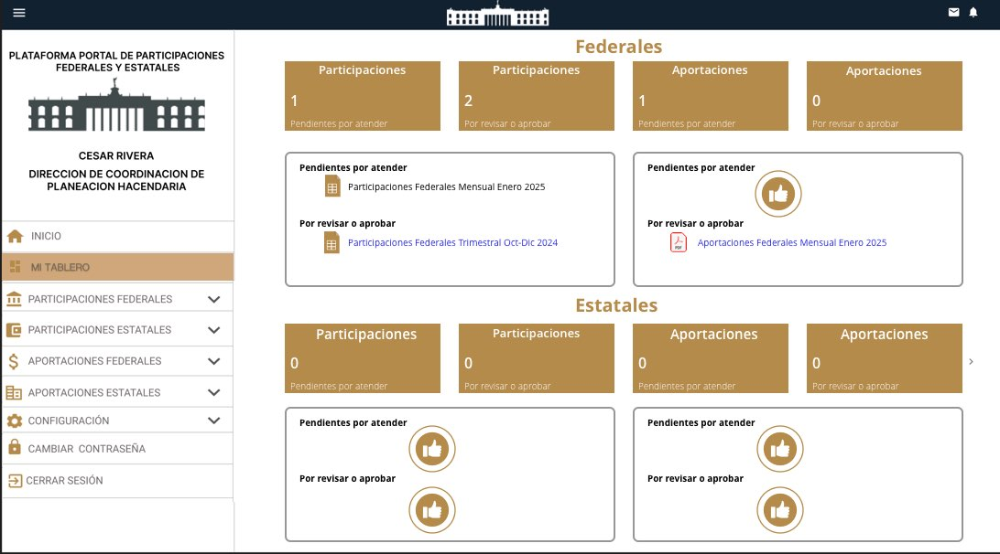 PLATAFORMA PORTAL DE PARTICIPACIONES
FEDERALES Y ESTATALES
CESAR RIVERA
DIRECCION DE COORDINACION DE
PLANEACION HACENDARIA
INICIO
MI TABLERO
PARTICIPACIONES FEDERALES
PARTICIPACIONES ESTATALES
APORTACIONES FEDERALES
APORTACIONES ESTATALES
CONFIGURACIÓN
CAMBIAR CONTRASEÑA
CERRAR SESIÓN
Federales
Participaciones
1
Pendientes por atender
Participaciones
2
Por revisar o aprobar
Aportaciones
1
Pendientes por atender
Aportaciones
0
Por revisar o aprobar
Pendientes por atender
Participaciones Federales Mensual Enero 2025
Por revisar o aprobar
Participaciones Federales Trimestral Oct-Dic 2024
Pendientes por atender
Por revisar o aprobar
PDF
Aportaciones Federales Mensual Enero 2025
Estatales
Participaciones
0
Pendientes por atender
Participaciones
0
Por revisar o aprobar
Aportaciones
0
Pendientes por atender
Aportaciones
0
Por revisar o aprobar
Pendientes por atender
Por revisar o aprobar
Pendientes por atender
Por revisar o aprobar